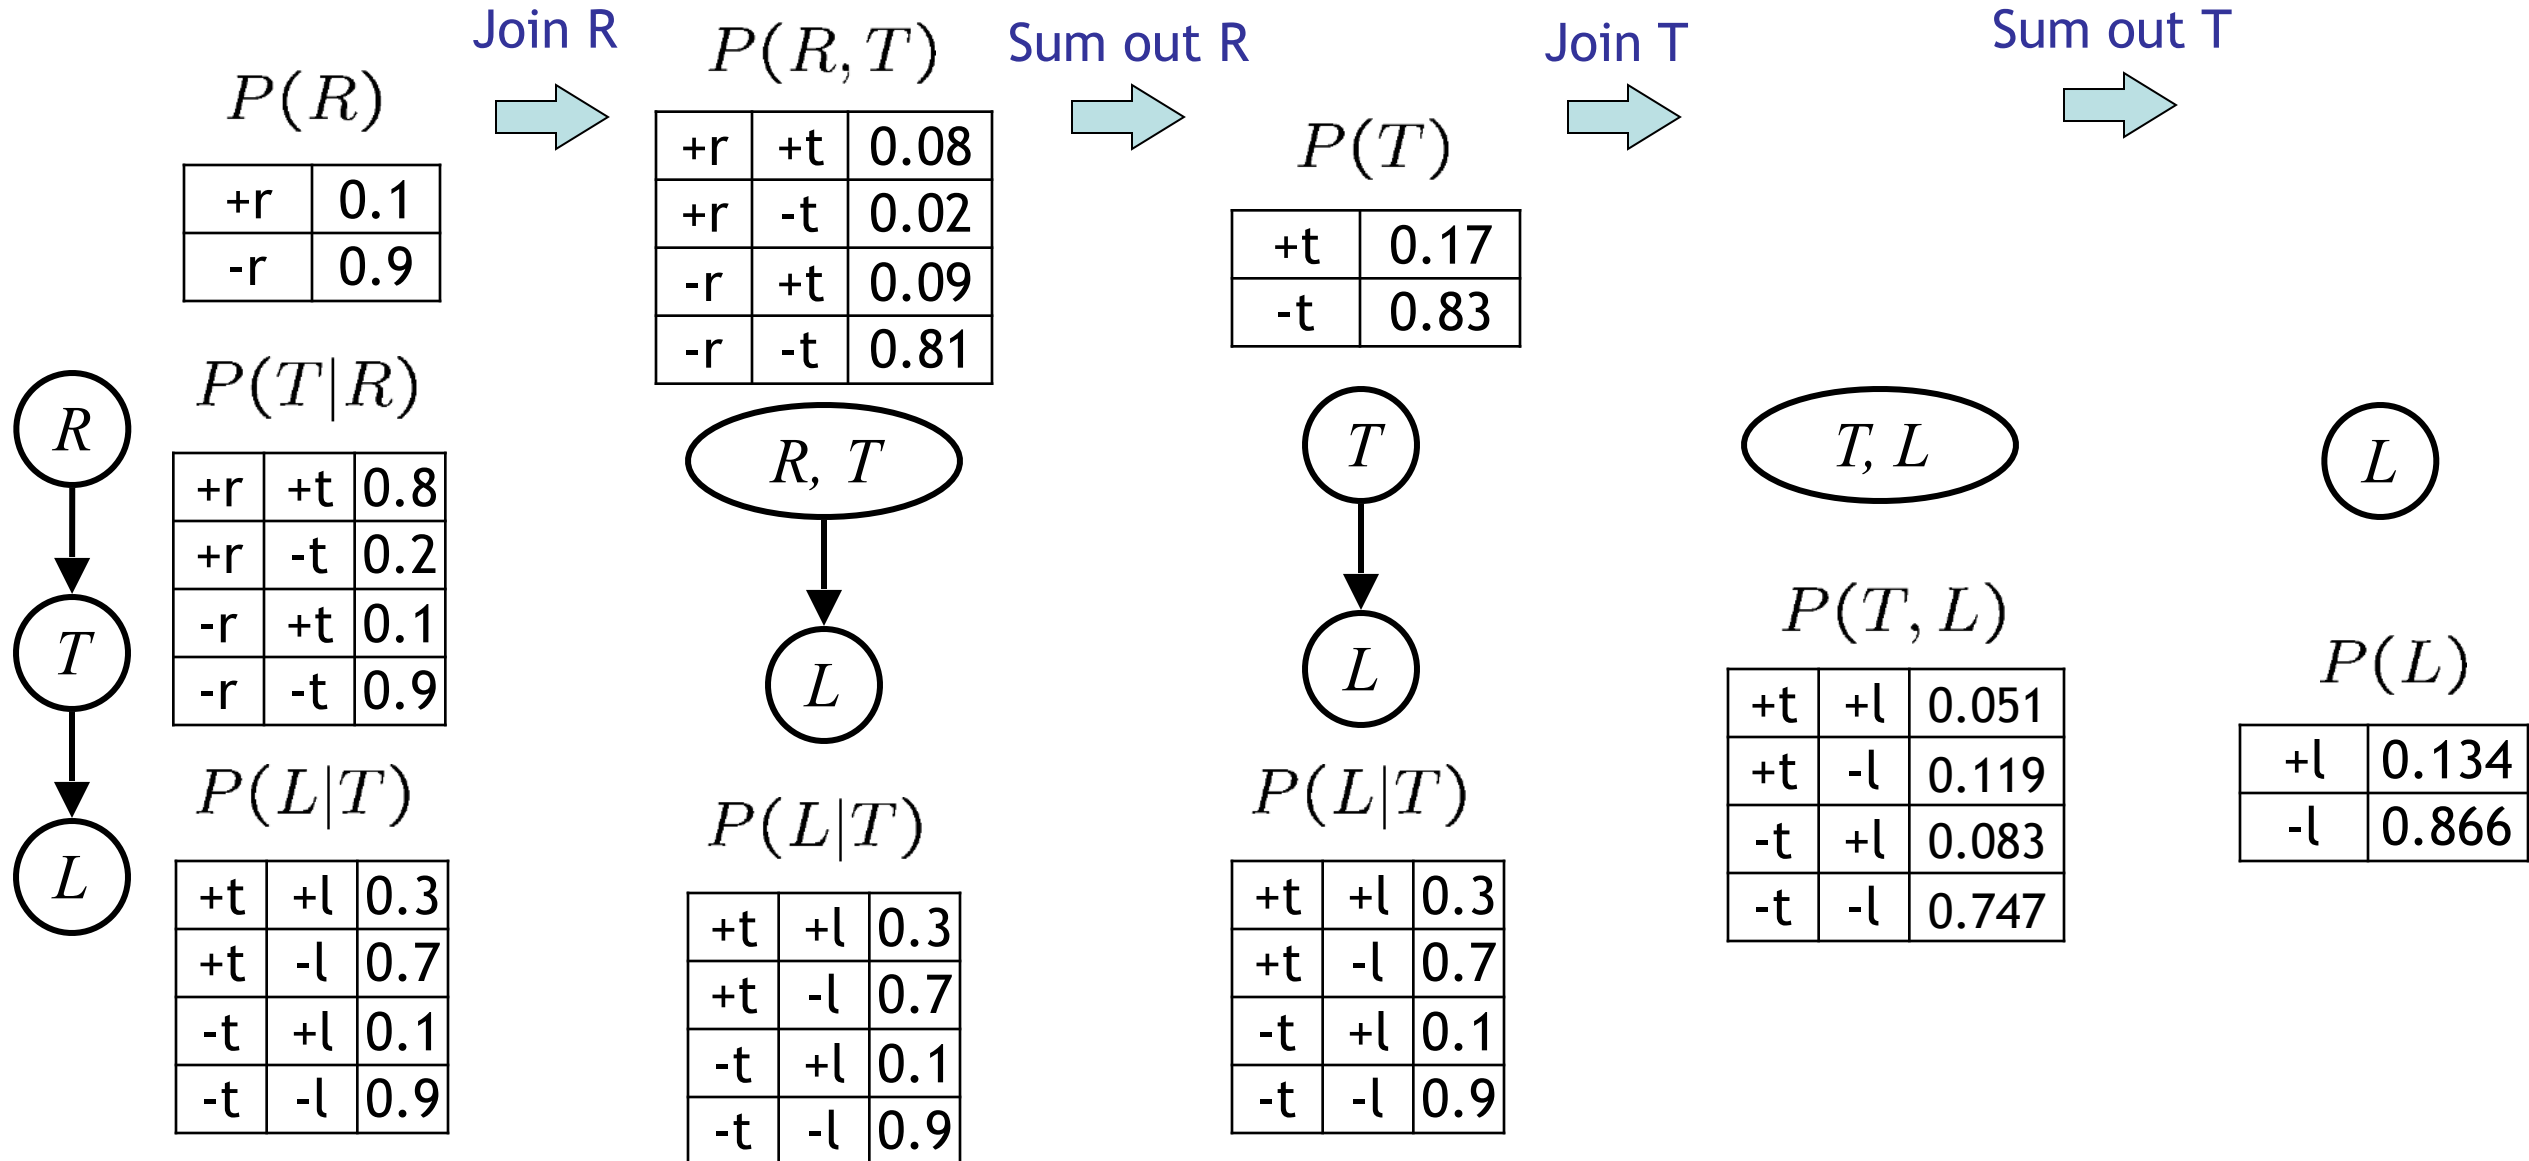 Join R
Sum out R
Join T
Sum out T
P(R)
+r 0.1
-r 0.9
P(T|R)
+r +t 0.8
+r -t 0.2
-r +t 0.1
-r -t 0.9
P(L|T)
+t +l 0.3
+t -l 0.7
-t +l 0.1
-t -l 0.9
R
T
L
P(R, T)
+r +t 0.08
+r -t 0.02
-r +t 0.09
-r -t 0.81
R, T
L
P(L|T)
+t +l 0.3
+t -l 0.7
-t +l 0.1
-t -l 0.9
P(T)
+t 0.17
-t 0.83
T
L
P(L|T)
+t +l 0.3
+t -l 0.7
-t +l 0.1
-t -l 0.9
T, L
P(T, L)
+t +l 0.051
+t -l 0.119
-t +l 0.083
-t -l 0.747
L
P(L)
+l 0.134
-l 0.866